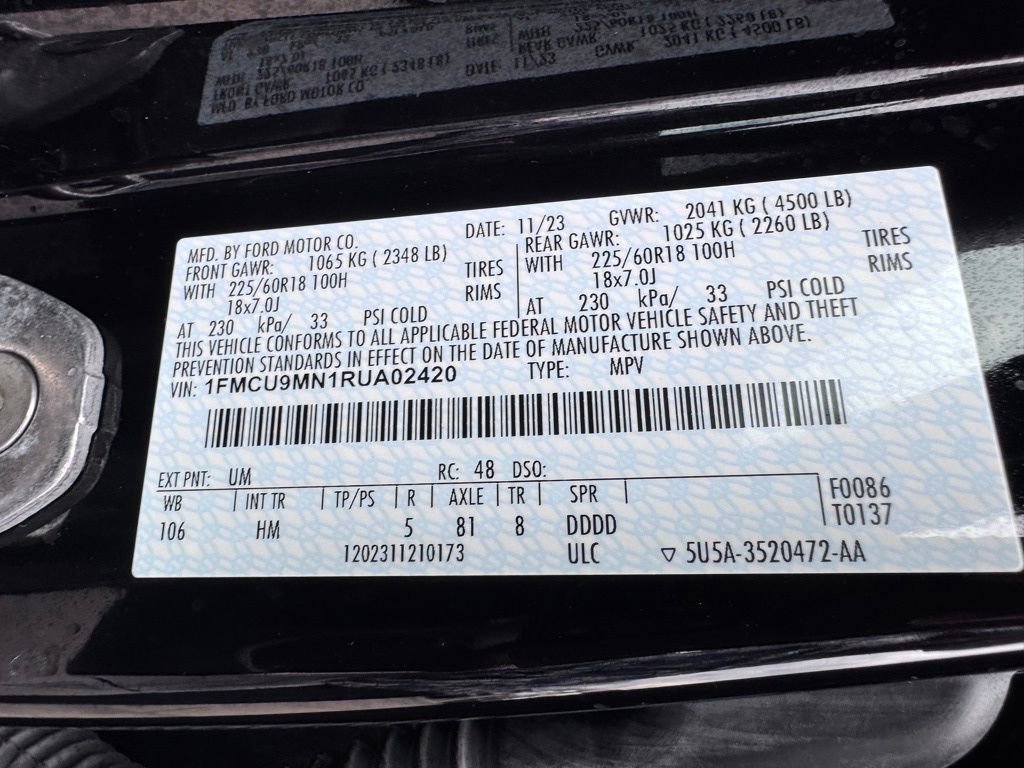 MFD. BY FORD MOTOR CO.
DATE: 11/23 GVWR: 2041 KG ( 4500 LB)
FRONT GAWR: 1065 KG ( 2348 LB)
REAR GAWR: 1025 KG ( 2260 LB)
WITH 225/60R18 100H TIRES
WITH 225/60R18 100H TIRES
18x7.0J RIMS
18x7.0J RIMS
AT 230 kPa/ 33 PSI COLD
AT 230 kPa/ 33 PSI COLD
THIS VEHICLE CONFORMS TO ALL APPLICABLE FEDERAL MOTOR VEHICLE SAFETY AND THEFT
PREVENTION STANDARDS IN EFFECT ON THE DATE OF MANUFACTURE SHOWN ABOVE.
VIN: 1FMCU9MN1RUA02420 TYPE: MPV
EXT PNT: UM RC: 48 DSO:
WB INT TR TP/PS R AXLE TR SPR F0086
106 HM 5 81 8 DDDD T0137
1202311210173 ULC ▽ 5U5A-3520472-AA